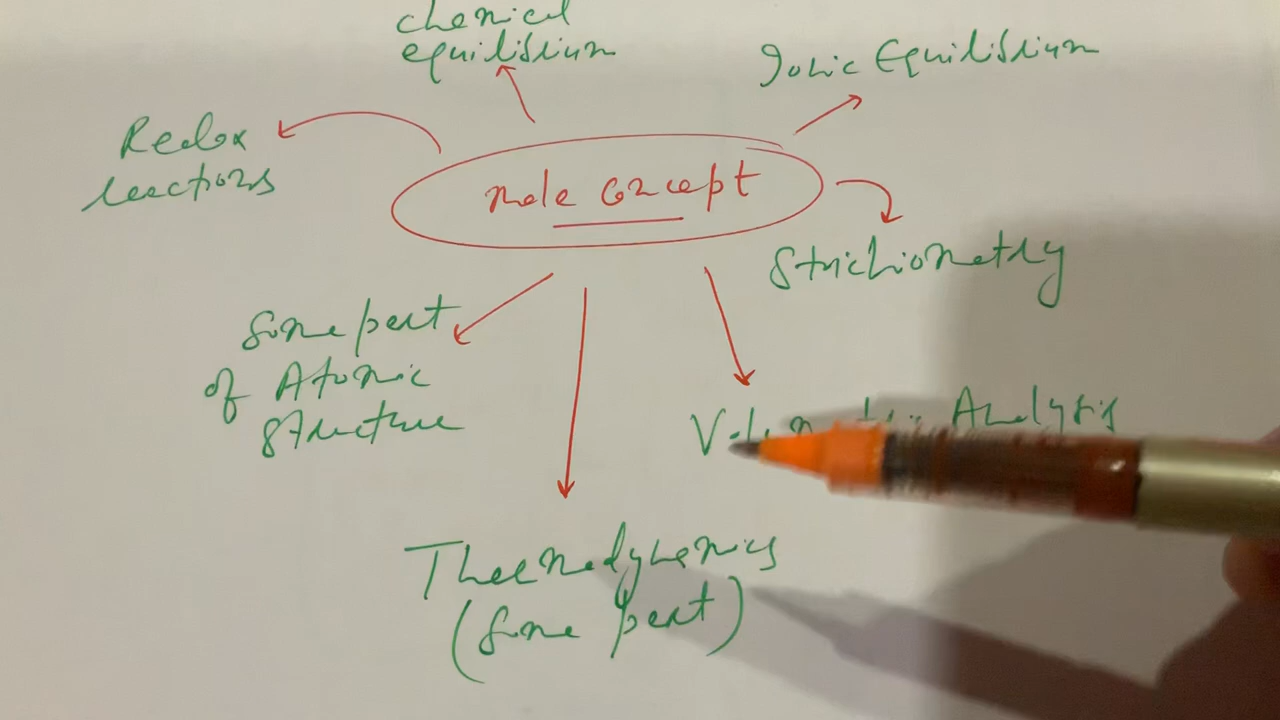 chemical
equilibrium
Ionic Equilibrium
Redox
reactions
mole concept
Stoichiometry
Some part
of Atomic
Structure
Analysis
Thermodynamics
(Some part)